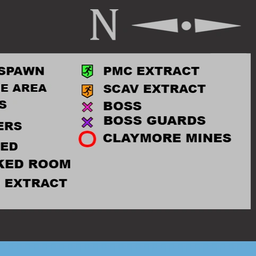 N
SPAWN
E AREA
S
ERS
ED
KED ROOM
EXTRACT
PMC EXTRACT
SCAV EXTRACT
BOSS
BOSS GUARDS
CLAYMORE MINES